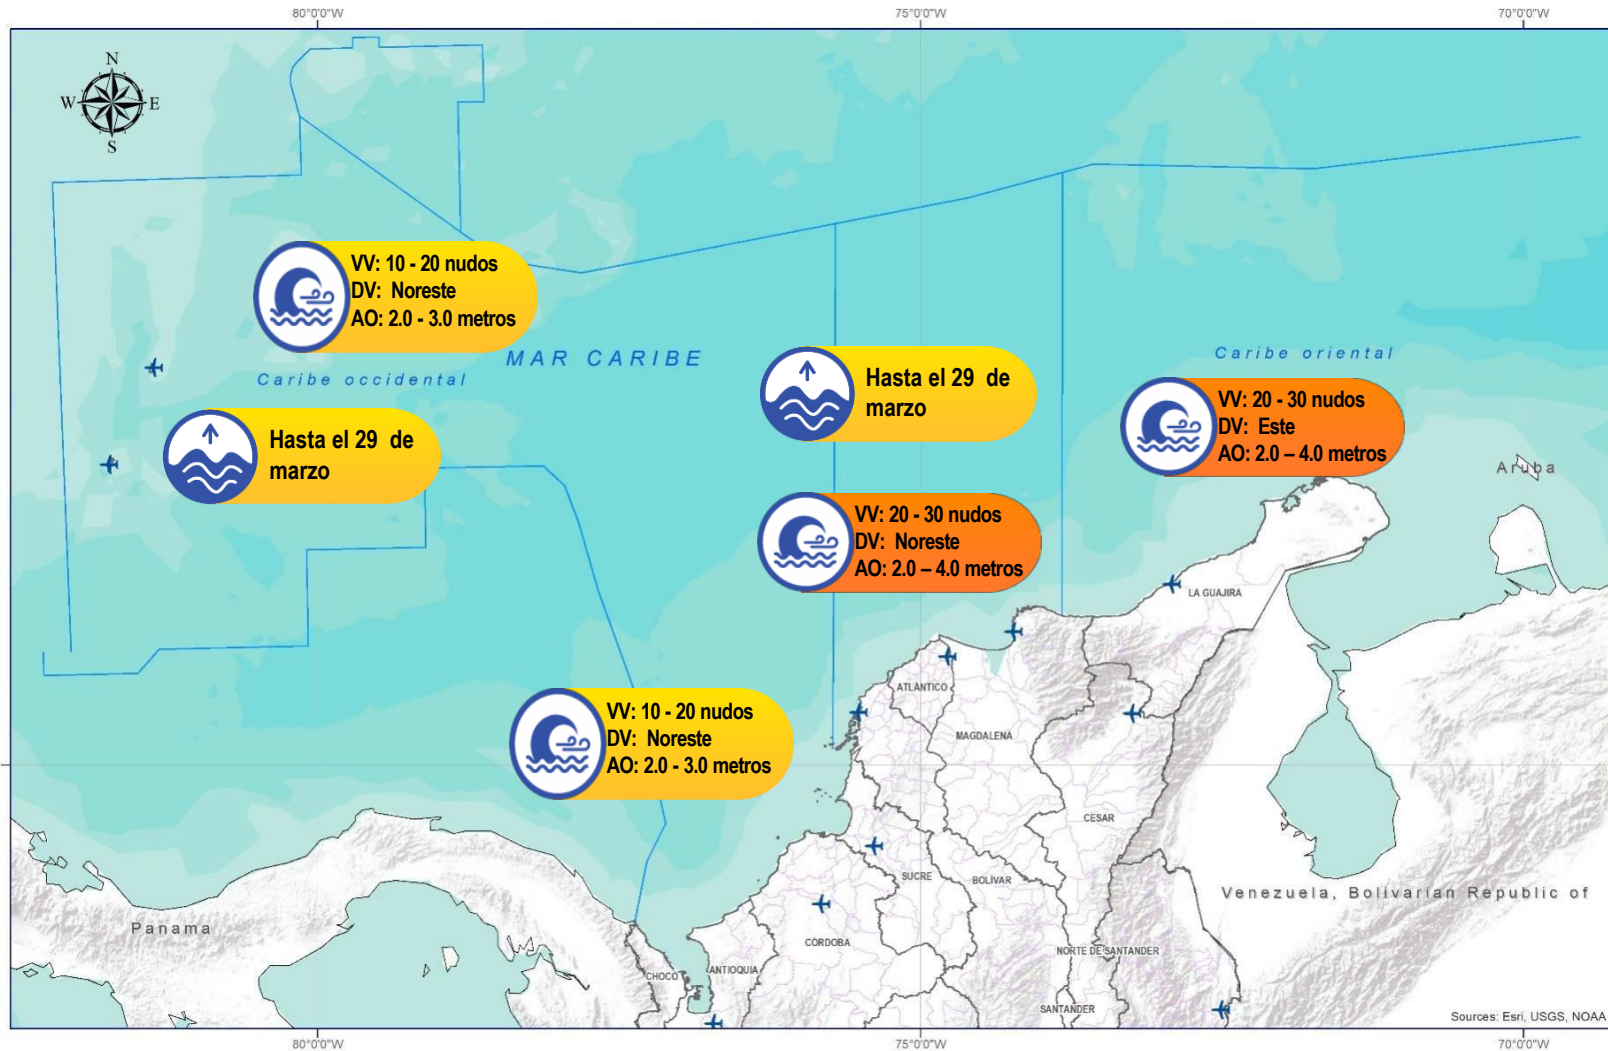 80°0'0"W
75°0'0"W
70°0'0"W
N
W
E
S
VV: 10 - 20 nudos
DV: Noreste
AO: 2.0 - 3.0 metros
MAR CARIBE
Caribe occidental
Caribe oriental
Hasta el 29 de
marzo
Hasta el 29 de
marzo
VV: 20 - 30 nudos
DV: Este
AO: 2.0 – 4.0 metros
Aruba
VV: 20 - 30 nudos
DV: Noreste
AO: 2.0 – 4.0 metros
LA GUAJIRA
ATLÁNTICO
VV: 10 - 20 nudos
DV: Noreste
AO: 2.0 - 3.0 metros
MAGDALENA
CESAR
SUCRE
BOLÍVAR
Venezuela, Bolivarian Republic of
Panama
CÓRDOBA
NORTE DE SANTANDER
CHOCÓ
ANTIOQUIA
SANTANDER
Sources: Esri, USGS, NOAA
80°0'0"W
75°0'0"W
70°0'0"W